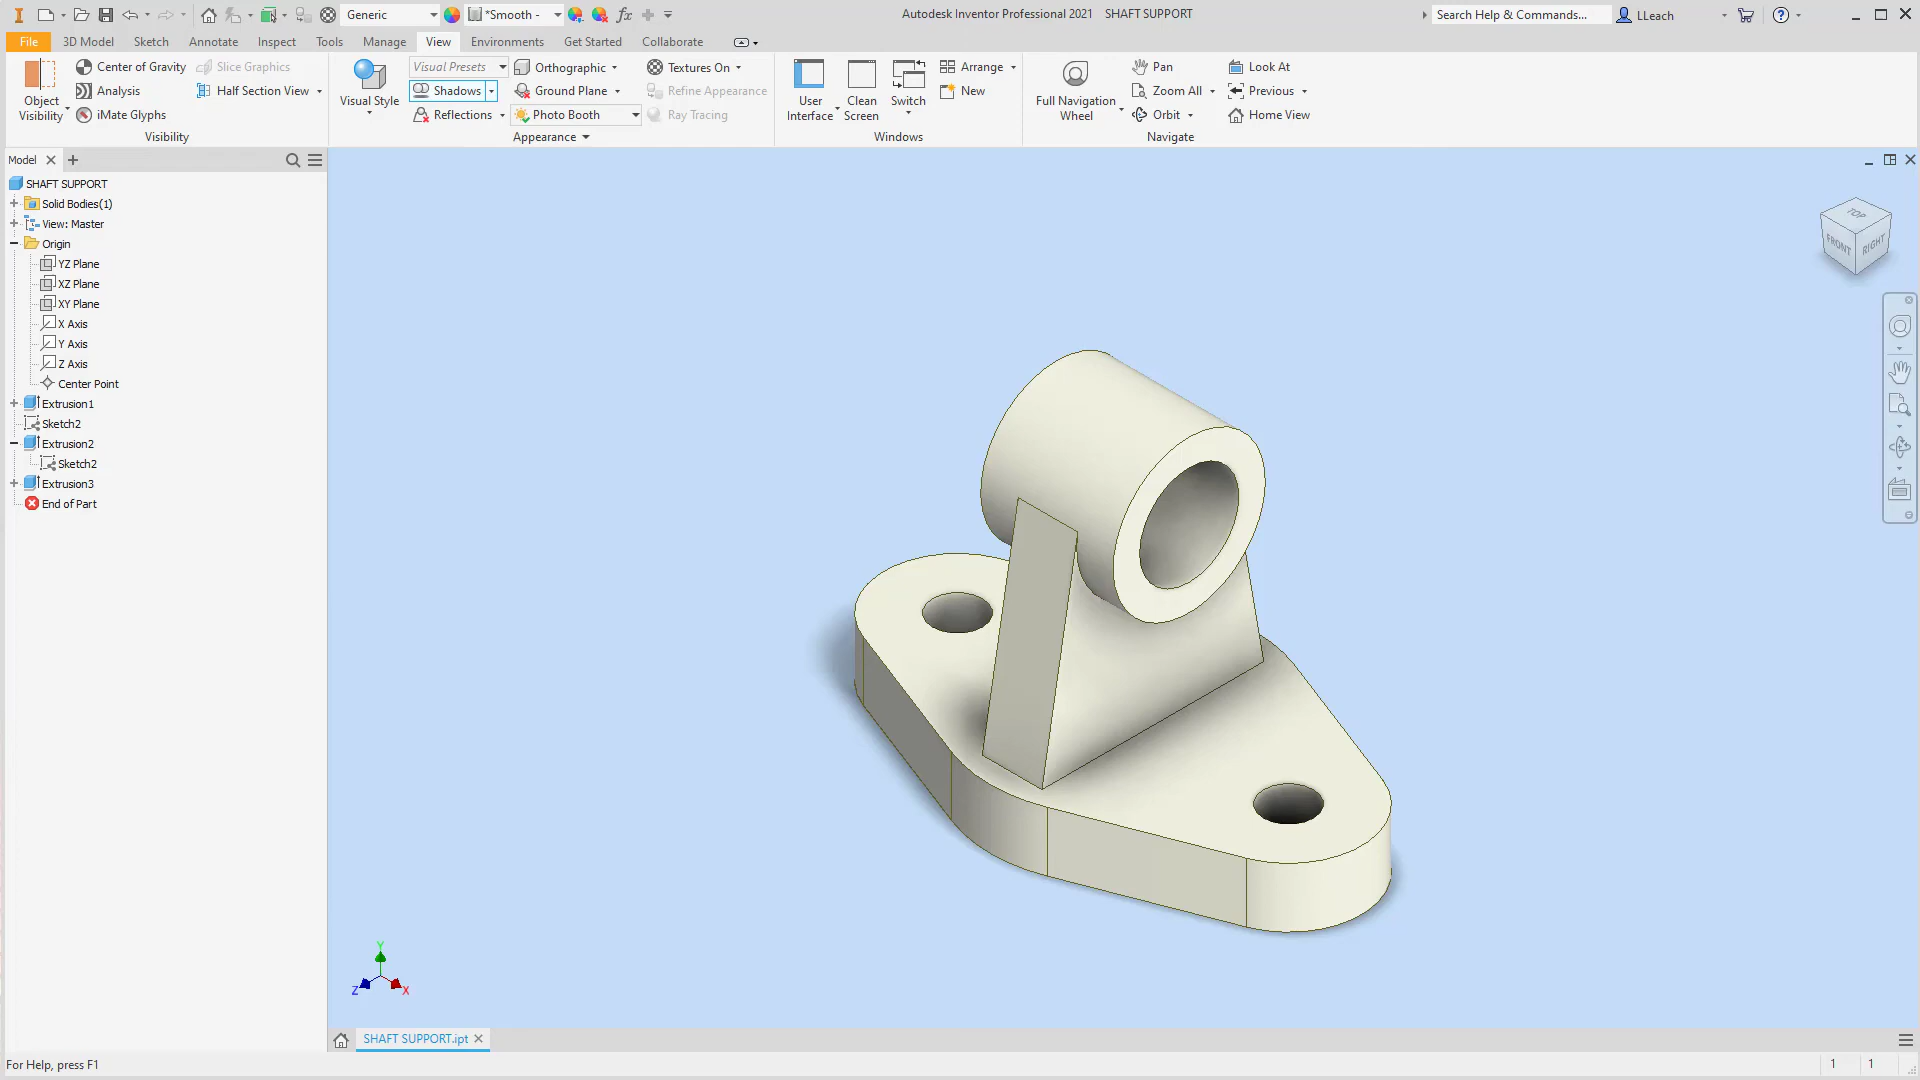 Generic
*Smooth -
fx
Autodesk Inventor Professional 2021 SHAFT SUPPORT
Search Help & Commands...
LLeach
File 3D Model Sketch Annotate Inspect Tools Manage View Environments Get Started Collaborate
Object Visibility
Center of Gravity
Analysis
iMate Glyphs
Slice Graphics
Half Section View
Visibility
Visual Style
Visual Presets
Shadows
Reflections
Orthographic
Ground Plane
Photo Booth
Textures On
Refine Appearance
Ray Tracing
Appearance
User Interface
Clean Screen
Switch
Arrange
New
Windows
Full Navigation Wheel
Pan
Zoom All
Orbit
Look At
Previous
Home View
Navigate
Model
SHAFT SUPPORT
Solid Bodies(1)
View: Master
Origin
YZ Plane
XZ Plane
XY Plane
X Axis
Y Axis
Z Axis
Center Point
Extrusion1
Sketch2
Extrusion2
Sketch2
Extrusion3
End of Part
TOP
FRONT
RIGHT
Y
Z
X
SHAFT SUPPORT.ipt
For Help, press F1
1 1